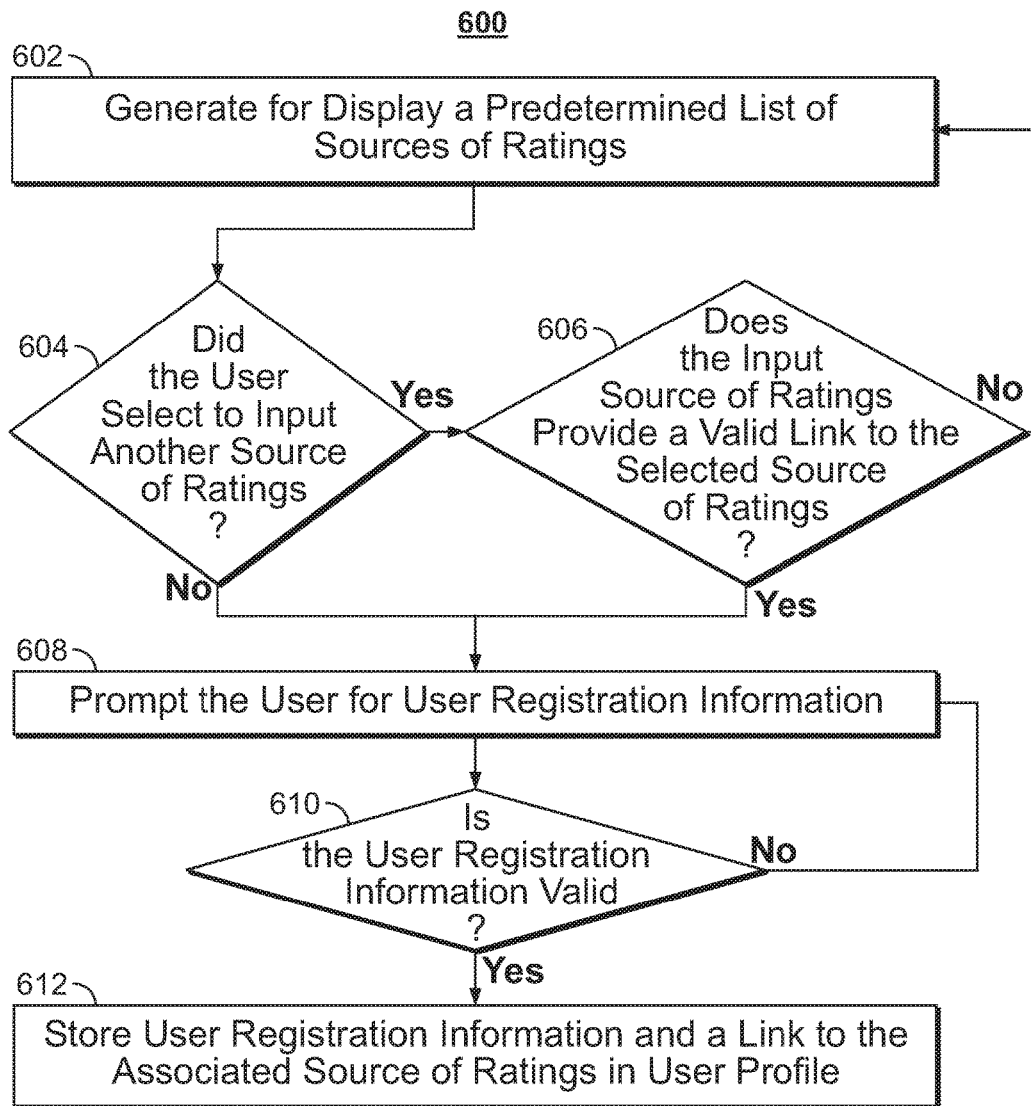 600
602
Generate for Display a Predetermined List of
Sources of Ratings
604
Did
the User
Select to Input
Another Source
of Ratings
?
Yes
No
606
Does
the Input
Source of Ratings
Provide a Valid Link to the
Selected Source
of Ratings
?
No
Yes
608
Prompt the User for User Registration Information
610
Is
the User Registration
Information Valid
?
No
Yes
612
Store User Registration Information and a Link to the
Associated Source of Ratings in User Profile